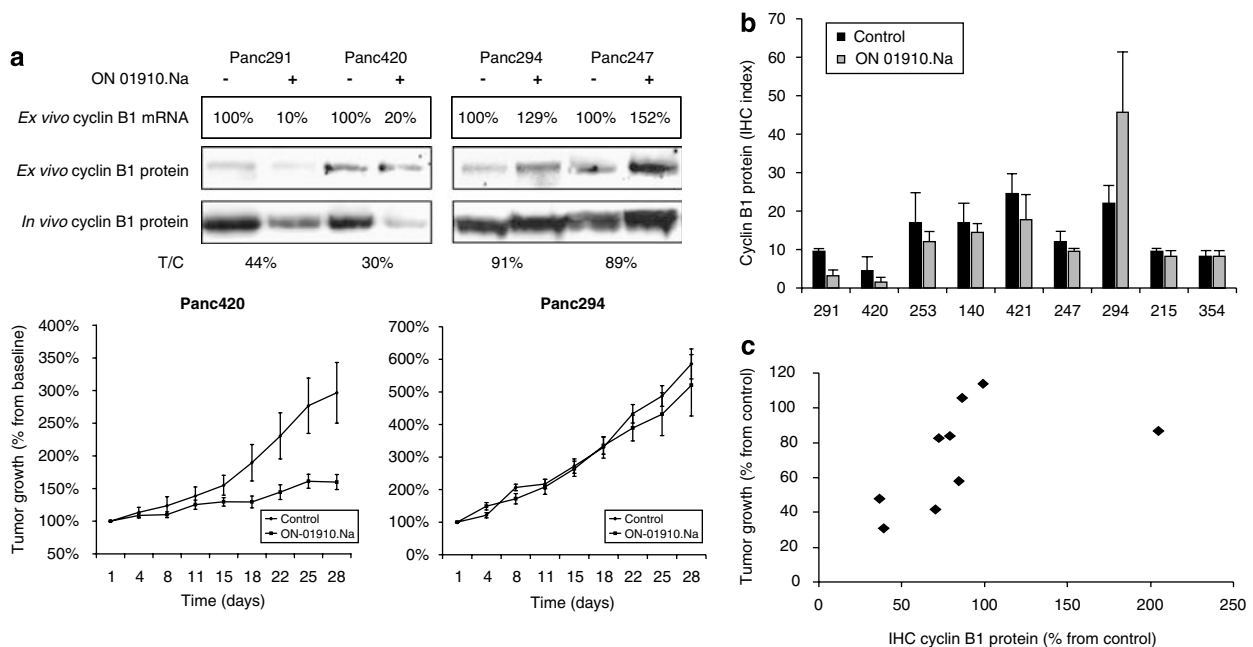 a
Panc291 Panc420 Panc294 Panc247
ON 01910.Na - + - + - + - +
Ex vivo cyclin B1 mRNA 100% 10% 100% 20% 100% 129% 100% 152%
Ex vivo cyclin B1 protein
In vivo cyclin B1 protein
T/C 44% 30% 91% 89%
Panc420
Tumor growth (% from baseline)
400%
350%
300%
250%
200%
150%
100%
50%
Control
ON-01910.Na
1 4 8 11 15 18 22 25 28
Time (days)
Panc294
700%
600%
500%
400%
300%
200%
100%
0%
Control
ON-01910.Na
1 4 8 11 15 18 22 25 28
Time (days)
b
Cyclin B1 protein (IHC index)
70
60
50
40
30
20
10
0
Control
ON 01910.Na
291 420 253 140 421 247 294 215 354
c
Tumor growth (% from control)
120
100
80
60
40
20
0
0 50 100 150 200 250
IHC cyclin B1 protein (% from control)